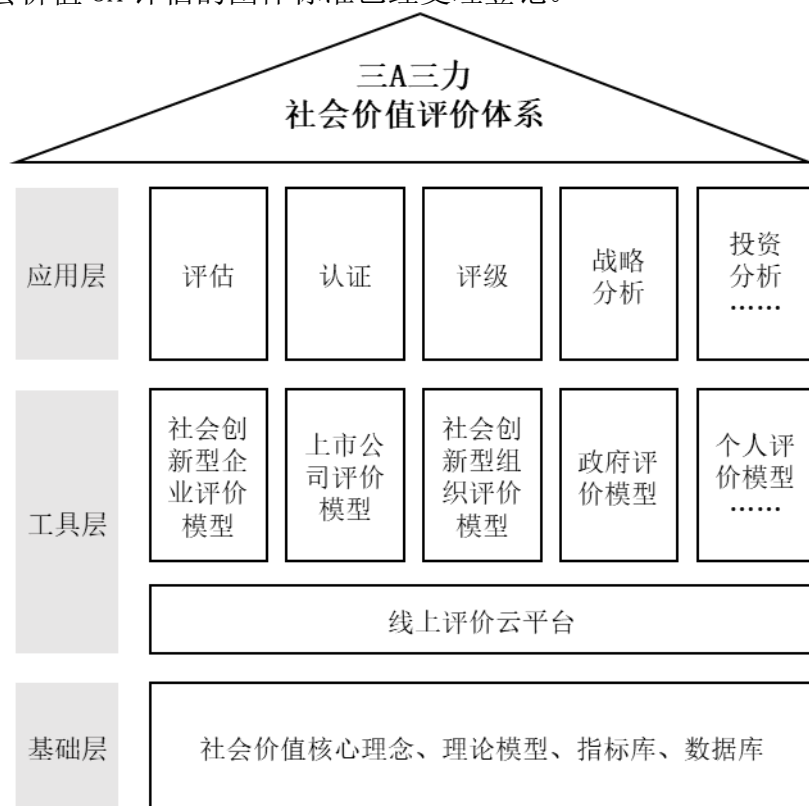 三A三力
社会价值评价体系
应用层
评估
认证
评级
战略
分析
投资
分析
……
工具层
社会创
新型企
业评价
模型
上市公
司评价
模型
社会创
新型组
织评价
模型
政府评
价模型
个人评
价模型
……
线上评价云平台
基础层
社会价值核心理念、理论模型、指标库、数据库